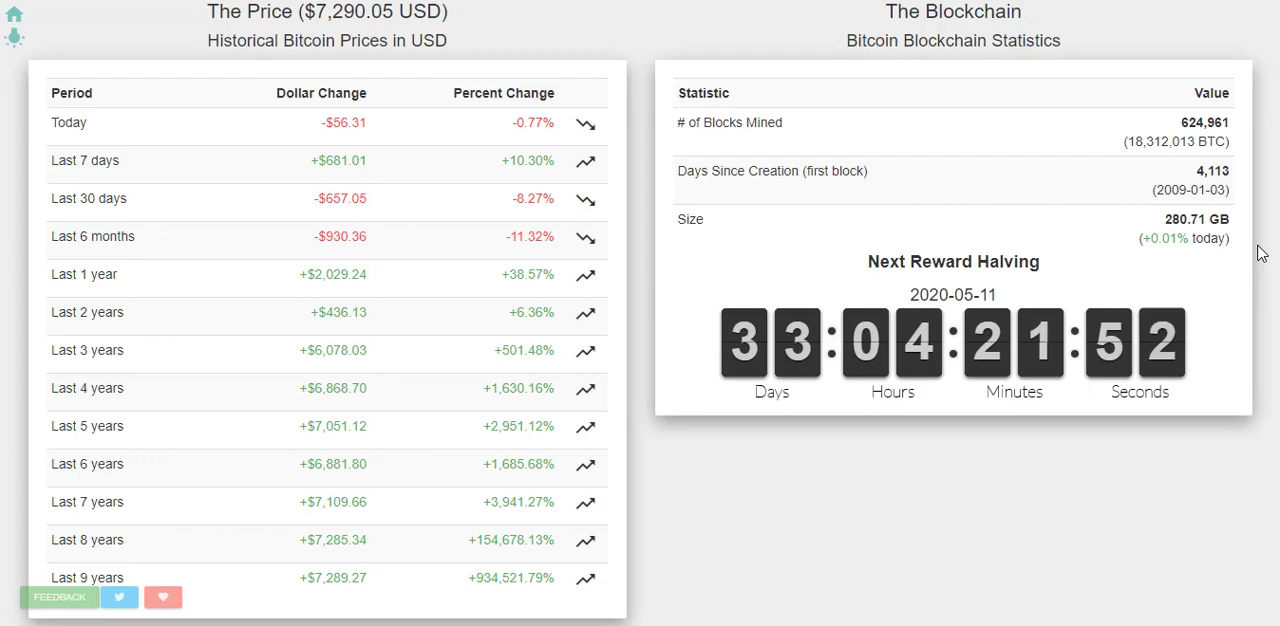 The Price ($7,290.05 USD)
Historical Bitcoin Prices in USD
Period Dollar Change Percent Change
Today -$56.31 -0.77%
Last 7 days +$681.01 +10.30%
Last 30 days -$657.05 -8.27%
Last 6 months -$930.36 -11.32%
Last 1 year +$2,029.24 +38.57%
Last 2 years +$436.13 +6.36%
Last 3 years +$6,078.03 +501.48%
Last 4 years +$6,868.70 +1,630.16%
Last 5 years +$7,051.12 +2,951.12%
Last 6 years +$6,881.80 +1,685.68%
Last 7 years +$7,109.66 +3,941.27%
Last 8 years +$7,285.34 +154,678.13%
Last 9 years +$7,289.27 +934,521.79%
FEEDBACK
The Blockchain
Bitcoin Blockchain Statistics
Statistic Value
# of Blocks Mined 624,961
(18,312,013 BTC)
Days Since Creation (first block) 4,113
(2009-01-03)
Size 280.71 GB
(+0.01% today)
Next Reward Halving
2020-05-11
33:04:21:52
Days Hours Minutes Seconds